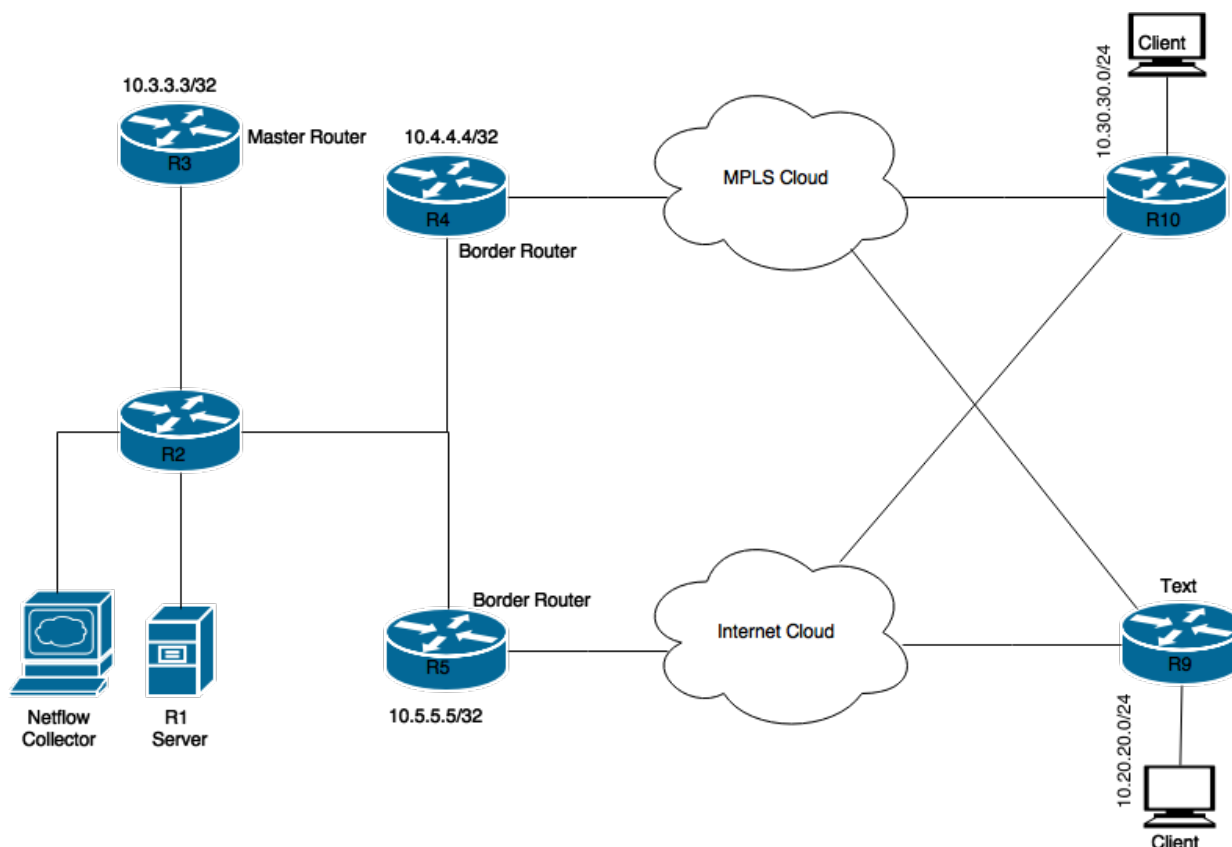 10.3.3.3/32
R3
Master Router
10.4.4.4/32
R4
Border Router
MPLS Cloud
Client
10.30.30.0/24
R10
R2
Netflow
Collector
R1
Server
Border Router
R5
10.5.5.5/32
Internet Cloud
Text
R9
10.20.20.0/24
Client